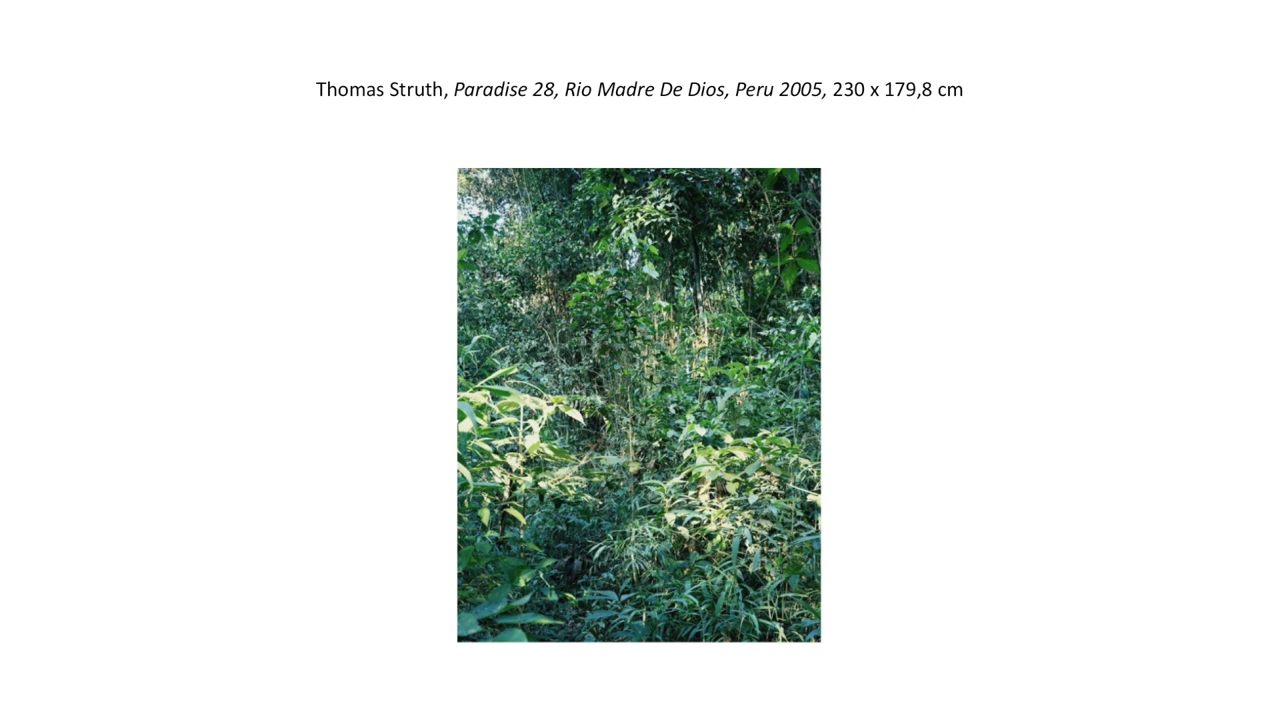 Thomas Struth, Paradise 28, Rio Madre De Dios, Peru 2005, 230 x 179,8 cm